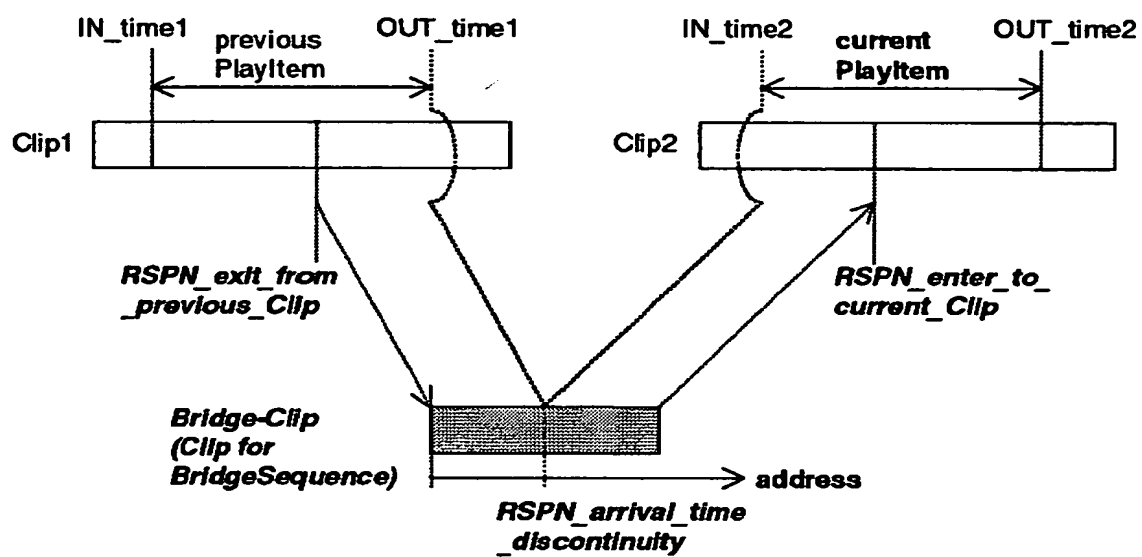 IN_time1
previous
PlayItem
OUT_time1
IN_time2
current
PlayItem
OUT_time2
Clip1
Clip2
RSPN_exit_from
_previous_Clip
RSPN_enter_to_
current_Clip
Bridge-Clip
(Clip for
BridgeSequence)
address
RSPN_arrival_time
_discontinuity